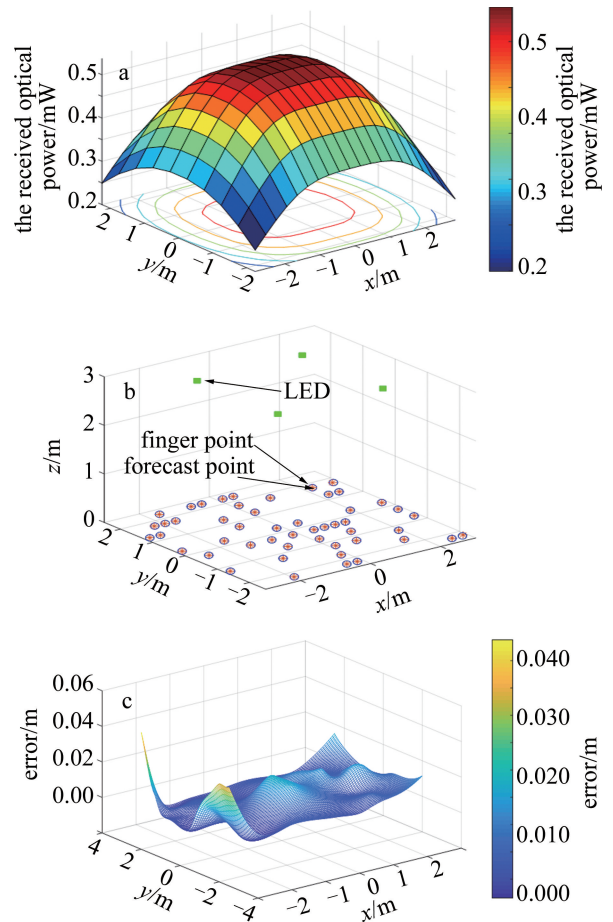 a
the received optical
power/mW
0.5
0.4
0.3
0.2
2
1
0
−1
−2
y/m
−2
−1
0
1
2
x/m
0.5
0.4
0.3
0.2
the received optical
power/mW
b
LED
finger point
forecast point
3
2
1
0
z/m
2
1
0
−1
−2
y/m
−2
0
2
x/m
c
0.06
0.04
0.02
0.00
error/m
4
2
0
−2
−4
y/m
−2
−1
0
1
2
x/m
0.040
0.030
0.020
0.010
0.000
error/m